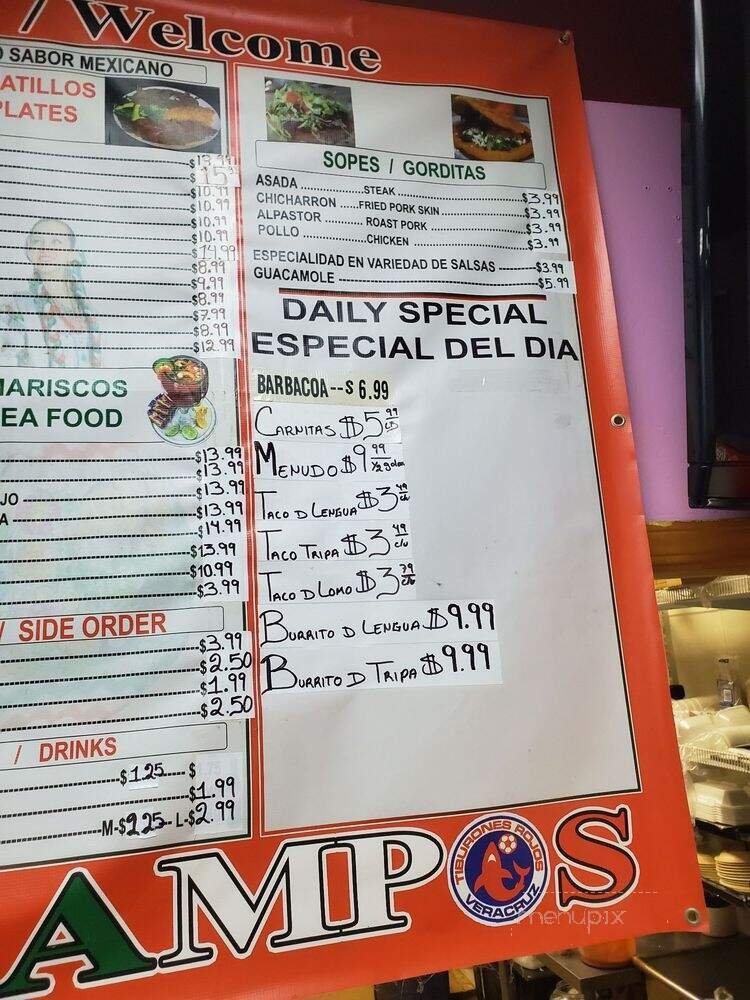 /Welcome
O SABOR MEXICANO
ATILLOS
PLATES
$13.99
$15
$10.99
$10.99
$10.99
$10.99
$14.99
$8.99
$9.99
$8.99
$7.99
$8.99
$12.99
MARISCOS
EA FOOD
$13.99
$13.99
JO $13.99
A $13.99
$14.99
$13.99
$10.99
$3.99
/ SIDE ORDER
$3.99
$2.50
$1.99
$2.50
/ DRINKS
$1.25 $
$1.99
M-$2.25 L-$2.99
SOPES / GORDITAS
ASADA STEAK $3.99
CHICHARRON FRIED PORK SKIN $3.99
ALPASTOR ROAST PORK $3.99
POLLO CHICKEN $3.99
ESPECIALIDAD EN VARIEDAD DE SALSAS $3.99
GUACAMOLE $5.99
DAILY SPECIAL
ESPECIAL DEL DIA
BARBACOA--$ 6.99
CARNITAS $5.99 LB
MENUDO $9.99 1/2 galon
TACO D LENGUA $3.49 c/u
TACO TRIPA $3.49 c/u
TACO D LOMO $3.79 c/u
BURRITO D LENGUA $9.99
BURRITO D TRIPA $9.99
AMPOS
TIBURONES ROJOS
VERACRUZ
menupix